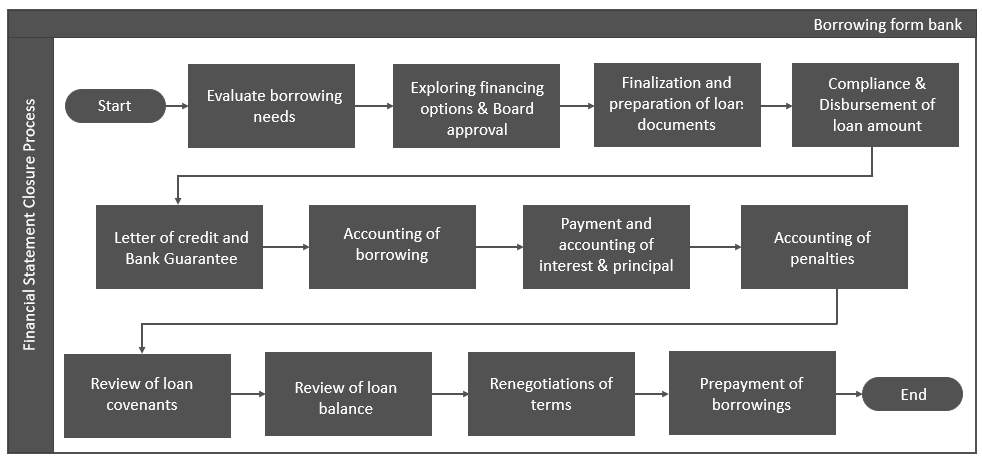 Borrowing form bank
Financial Statement Closure Process
Start
Evaluate borrowing
needs
Exploring financing
options & Board
approval
Finalization and
preparation of loan
documents
Compliance &
Disbursement of
loan amount
Letter of credit and
Bank Guarantee
Accounting of
borrowing
Payment and
accounting of
interest & principal
Accounting of
penalties
Review of loan
covenants
Review of loan
balance
Renegotiations of
terms
Prepayment of
borrowings
End